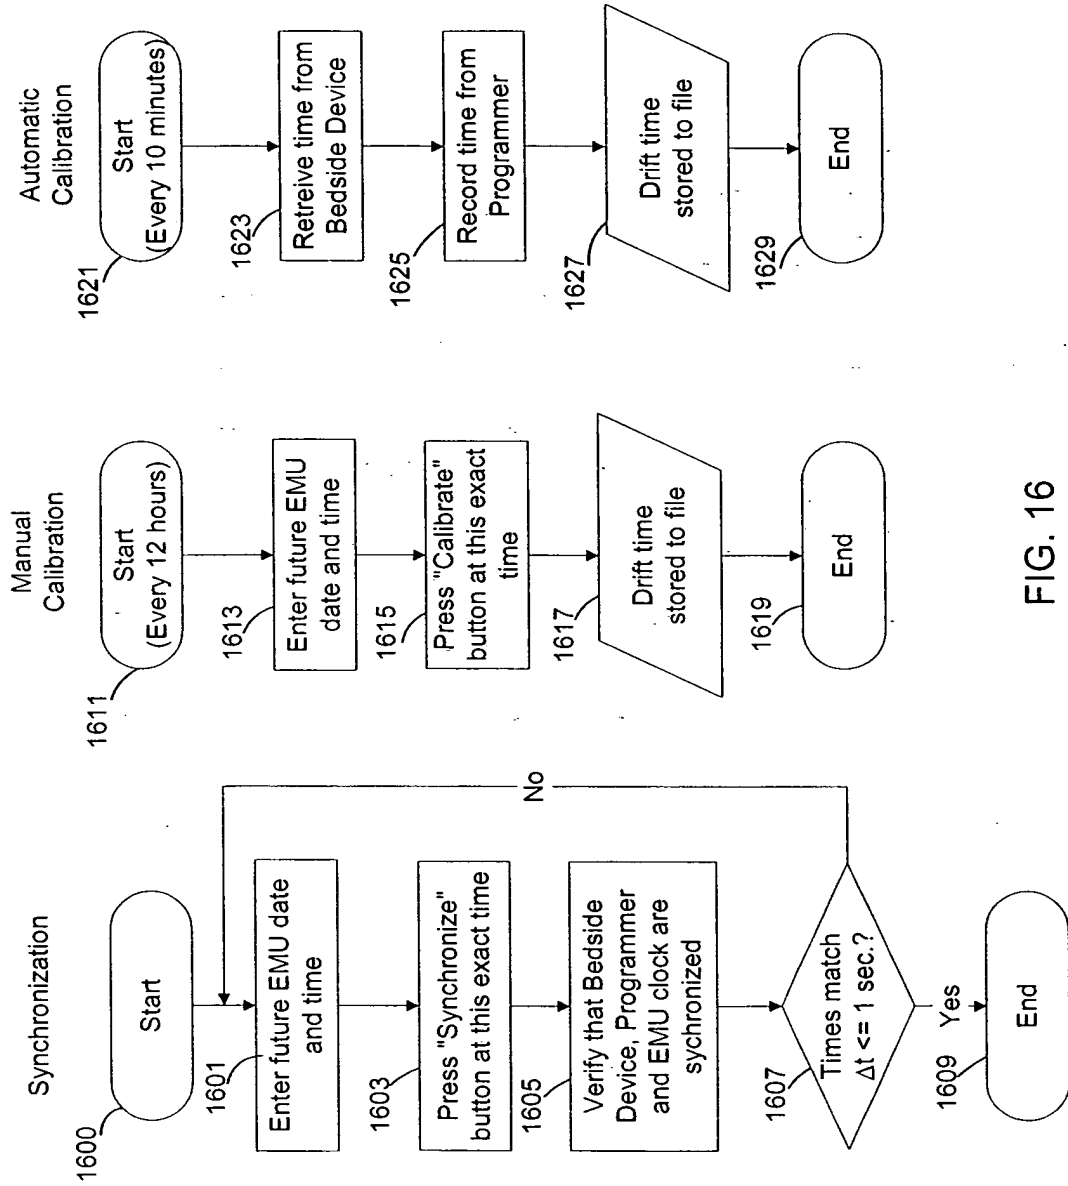 Synchronization
1600
Start
1601
Enter future EMU date
and time
1603
Press "Synchronize"
button at this exact time
1605
Verify that Bedside
Device, Programmer
and EMU clock are
sychronized
1607
Times match
Δt <= 1 sec.?
No
Yes
1609
End
Manual
Calibration
1611
Start
(Every 12 hours)
1613
Enter future EMU
date and time
1615
Press "Calibrate"
button at this exact
time
1617
Drift time
stored to file
1619
End
Automatic
Calibration
1621
Start
(Every 10 minutes)
1623
Retreive time from
Bedside Device
1625
Record time from
Programmer
1627
Drift time
stored to file
1629
End
FIG. 16